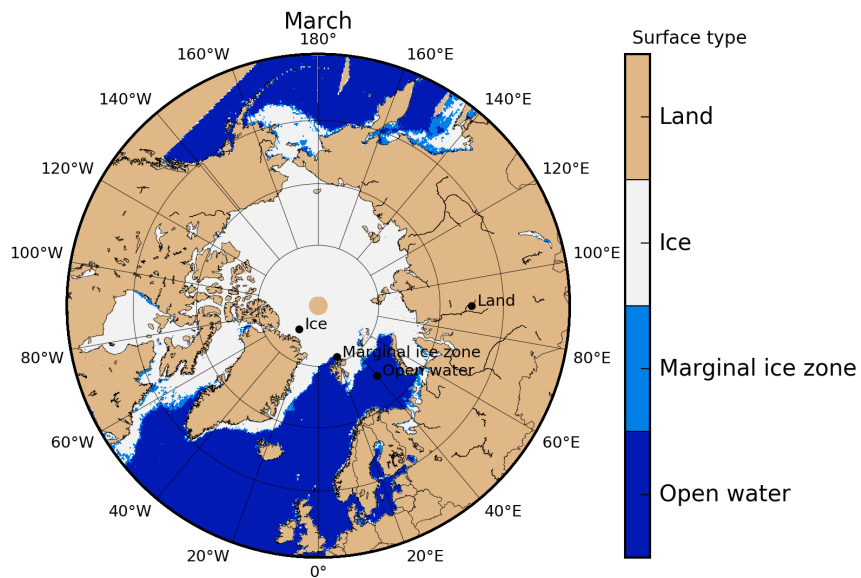 March
180°
160°W
160°E
140°W
140°E
120°W
120°E
100°W
100°E
80°W
80°E
60°W
60°E
40°W
40°E
20°W
20°E
0°
Land
Ice
Marginal ice zone
Open water
Surface type
Land
Ice
Marginal ice zone
Open water